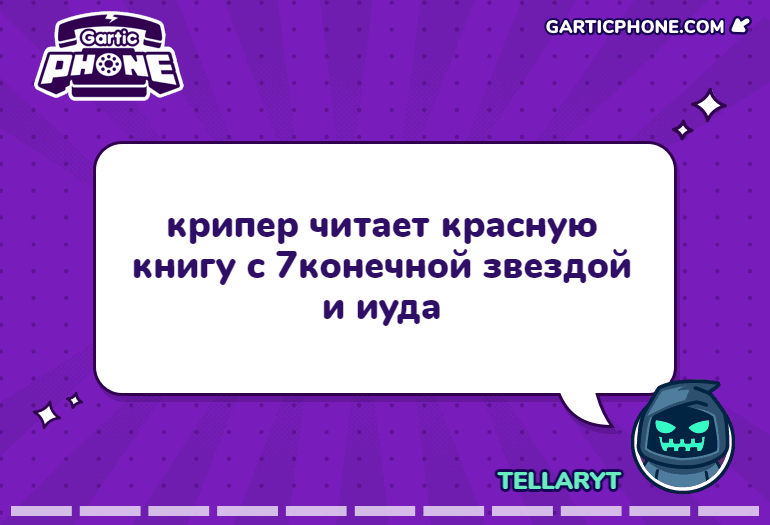 Gartic
PHONE
GARTICPHONE.COM
крипер читает красную
книгу с 7конечной звездой
и иуда
TELLARYT